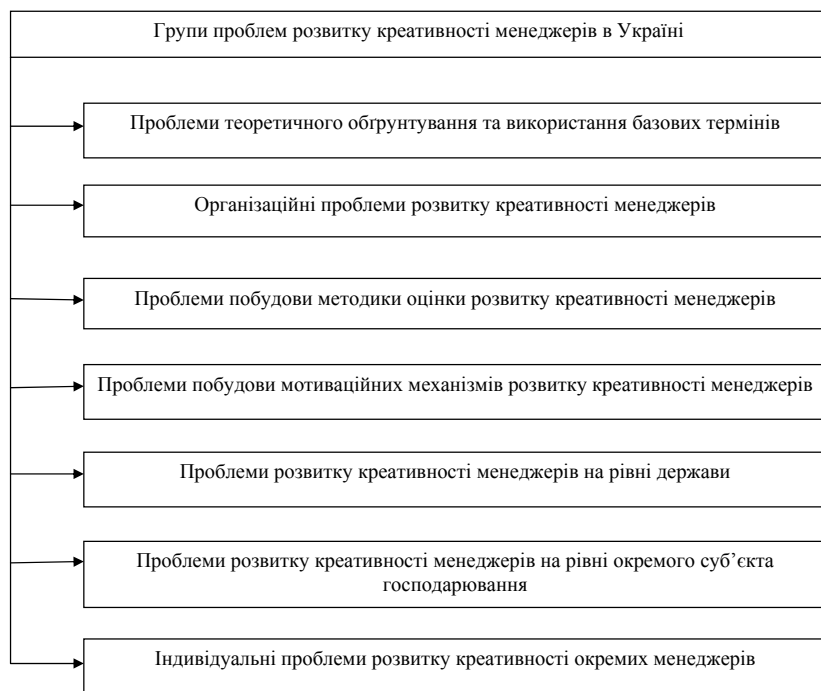 Групи проблем розвитку креативності менеджерів в Україні
Проблеми теоретичного обґрунтування та використання базових термінів
Організаційні проблеми розвитку креативності менеджерів
Проблеми побудови методики оцінки розвитку креативності менеджерів
Проблеми побудови мотиваційних механізмів розвитку креативності менеджерів
Проблеми розвитку креативності менеджерів на рівні держави
Проблеми розвитку креативності менеджерів на рівні окремого суб’єкта
господарювання
Індивідуальні проблеми розвитку креативності окремих менеджерів